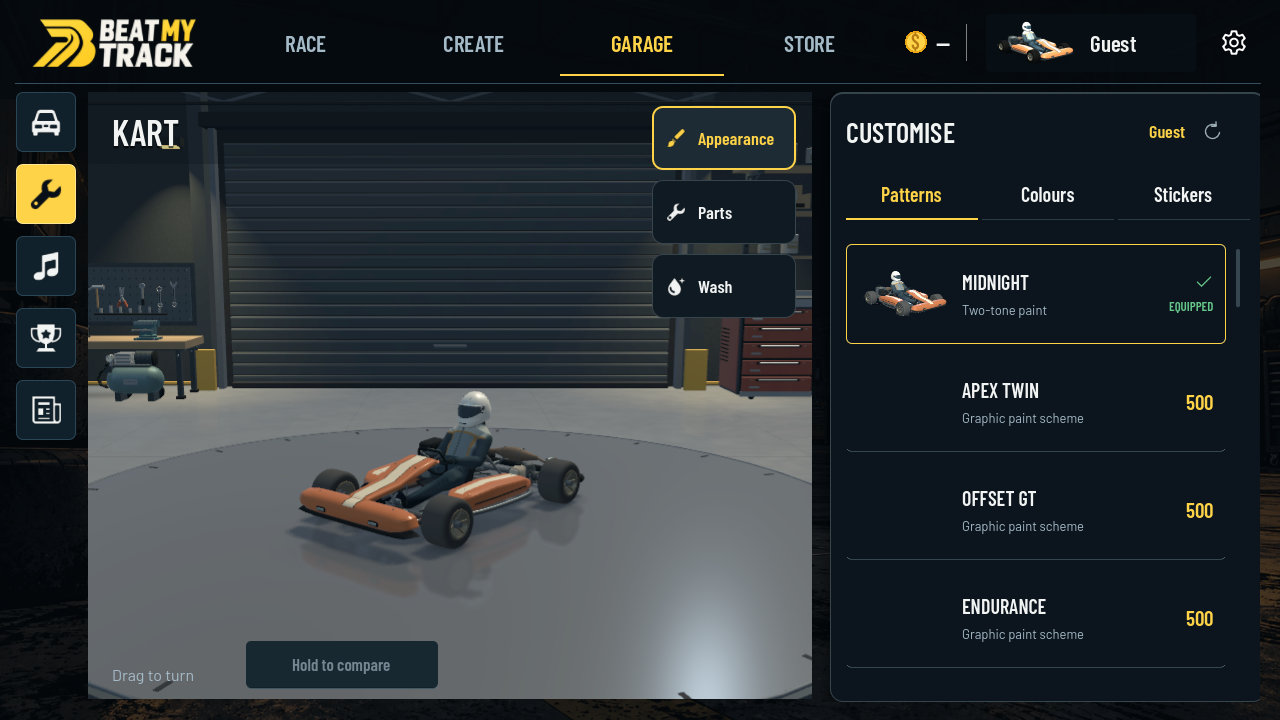 BEATMY
TRACK
RACE
CREATE
GARAGE
STORE
$ –
Guest
KART
Appearance
Parts
Wash
Drag to turn
Hold to compare
CUSTOMISE
Guest
Patterns
Colours
Stickers
MIDNIGHT
Two-tone paint
EQUIPPED
APEX TWIN
Graphic paint scheme
500
OFFSET GT
Graphic paint scheme
500
ENDURANCE
Graphic paint scheme
500